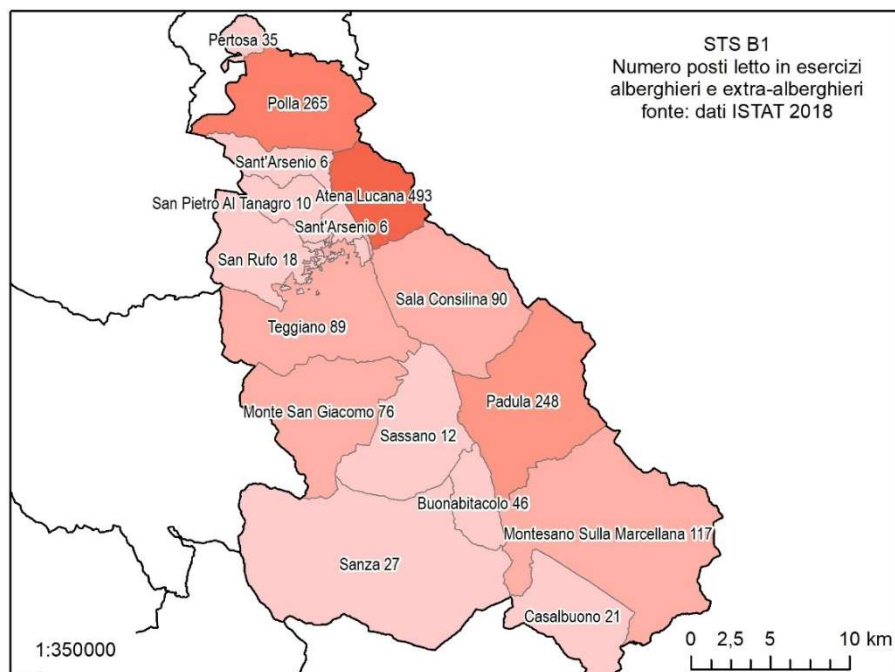 STS B1
Numero posti letto in esercizi
alberghieri e extra-alberghieri
fonte: dati ISTAT 2018
Pertosa 35
Polla 265
Sant'Arsenio 6
Atena Lucana 493
San Pietro Al Tanagro 10
Sant'Arsenio 6
San Rufo 18
Sala Consilina 90
Teggiano 89
Padula 248
Monte San Giacomo 76
Sassano 12
Buonabitacolo 46
Montesano Sulla Marcellana 117
Sanza 27
Casalbuono 21
1:350000
0 2,5 5 10 km